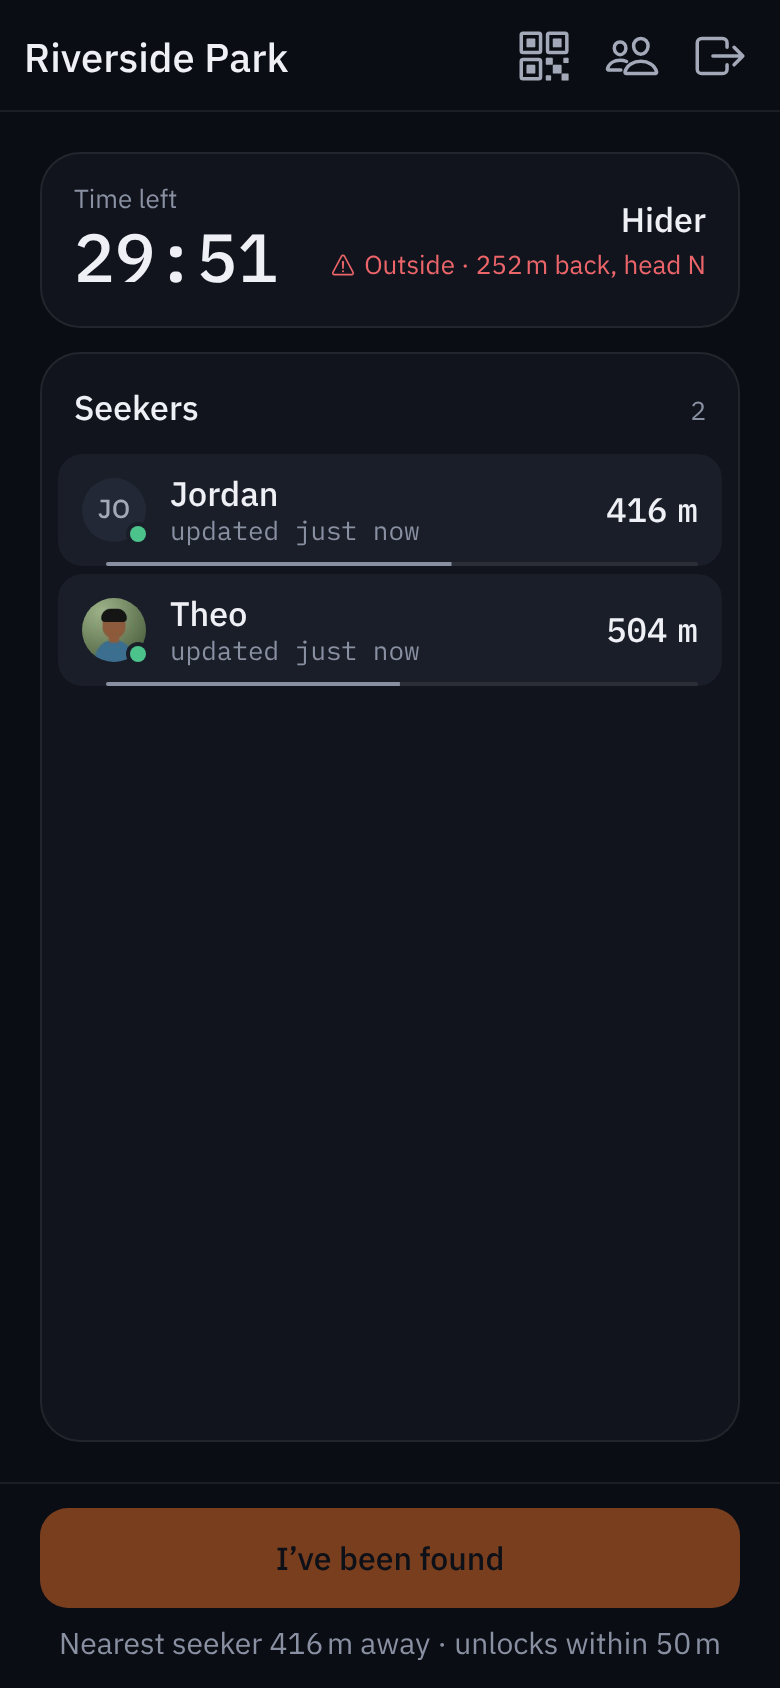 Riverside Park
Time left
29:51
Hider
Outside · 252 m back, head N
Seekers
2
JO
Jordan
updated just now
416 m
Theo
updated just now
504 m
I’ve been found
Nearest seeker 416 m away · unlocks within 50 m